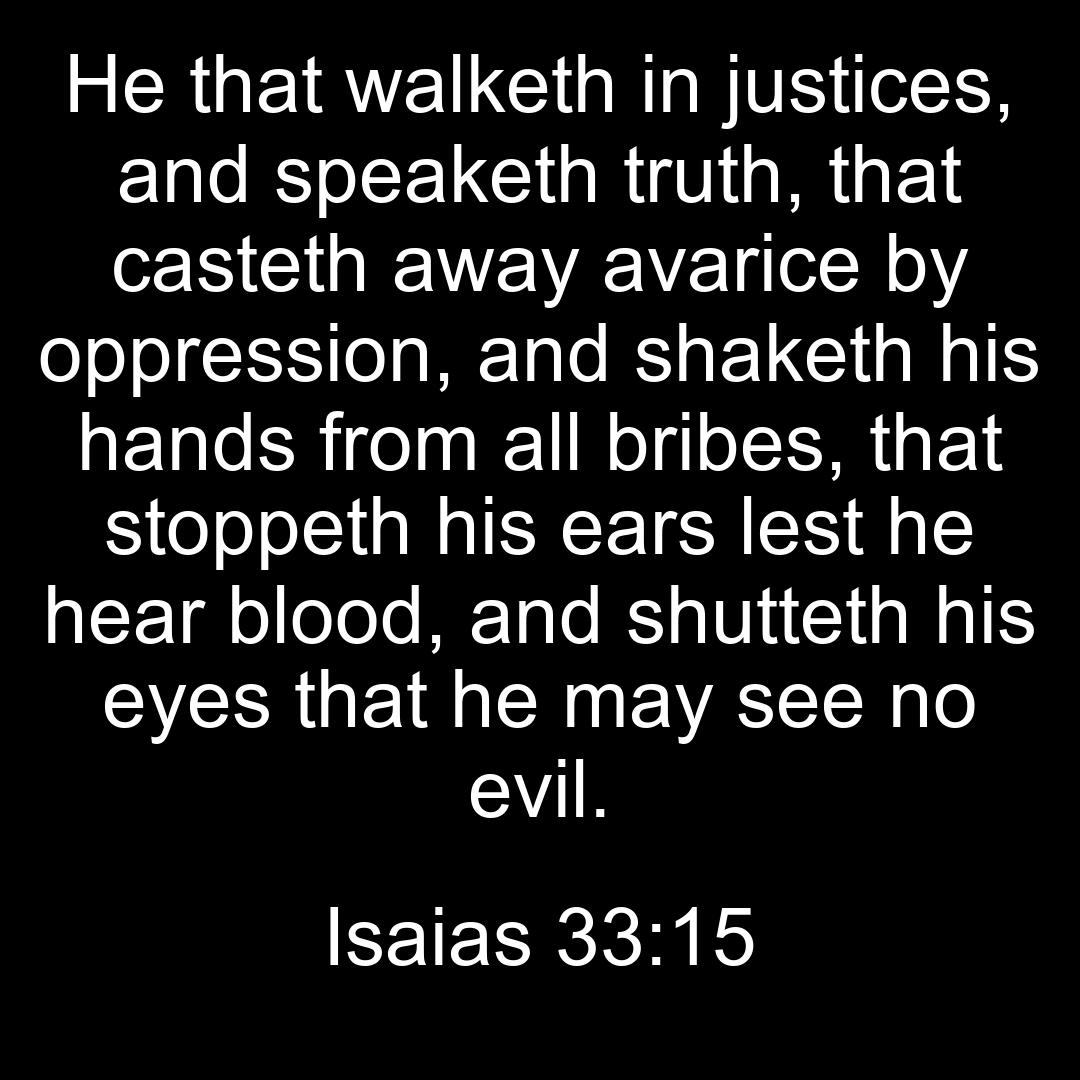 He that walketh in justices,
and speaketh truth, that
casteth away avarice by
oppression, and shaketh his
hands from all bribes, that
stoppeth his ears lest he
hear blood, and shutteth his
eyes that he may see no
evil.
Isaias 33:15